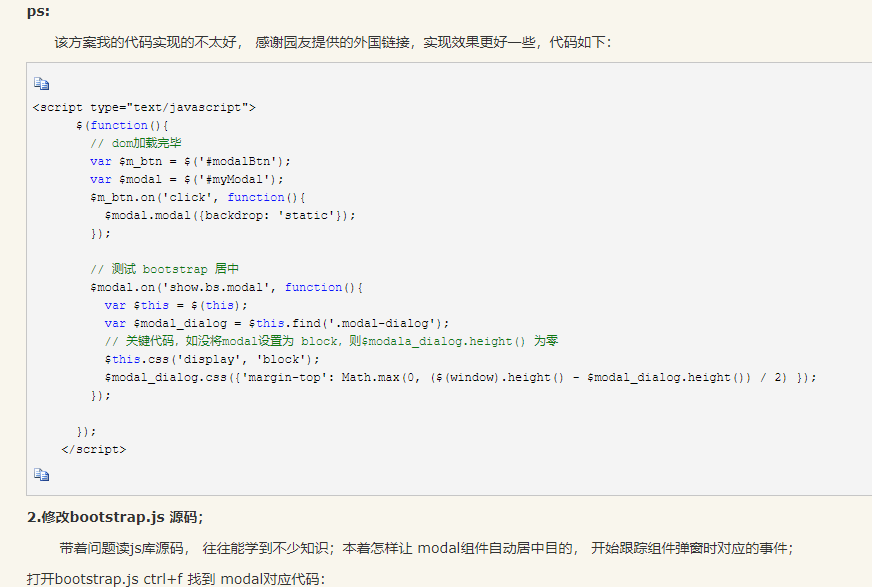 ps:
该方案我的代码实现的不太好， 感谢园友提供的外国链接，实现效果更好一些，代码如下：
<script type="text/javascript">
$(function(){
// dom加载完毕
var $m_btn = $('#modalBtn');
var $modal = $('#myModal');
$m_btn.on('click', function(){
$modal.modal({backdrop: 'static'});
});
// 测试 bootstrap 居中
$modal.on('show.bs.modal', function(){
var $this = $(this);
var $modal_dialog = $this.find('.modal-dialog');
// 关键代码，如没将modal设置为 block，则$modala_dialog.height() 为零
$this.css('display', 'block');
$modal_dialog.css({'margin-top': Math.max(0, ($(window).height() - $modal_dialog.height()) / 2) });
});
});
</script>
2.修改bootstrap.js 源码；
带着问题读js库源码， 往往能学到不少知识；本着怎样让 modal组件自动居中目的， 开始跟踪组件弹窗时对应的事件；
打开bootstrap.js ctrl+f 找到 modal对应代码：